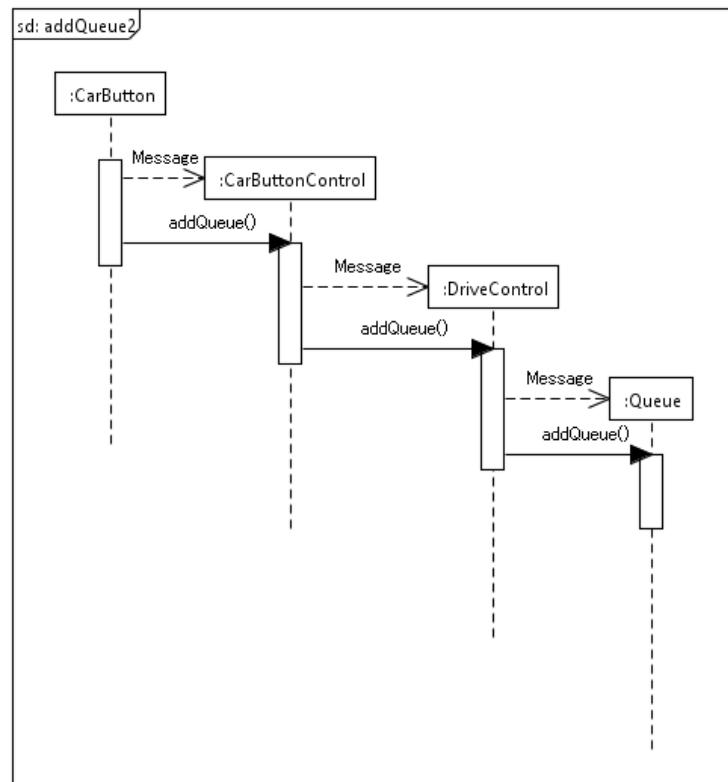 sd: addQueue2
:CarButton
Message
:CarButtonControl
addQueue()
Message
:DriveControl
addQueue()
Message
:Queue
addQueue()